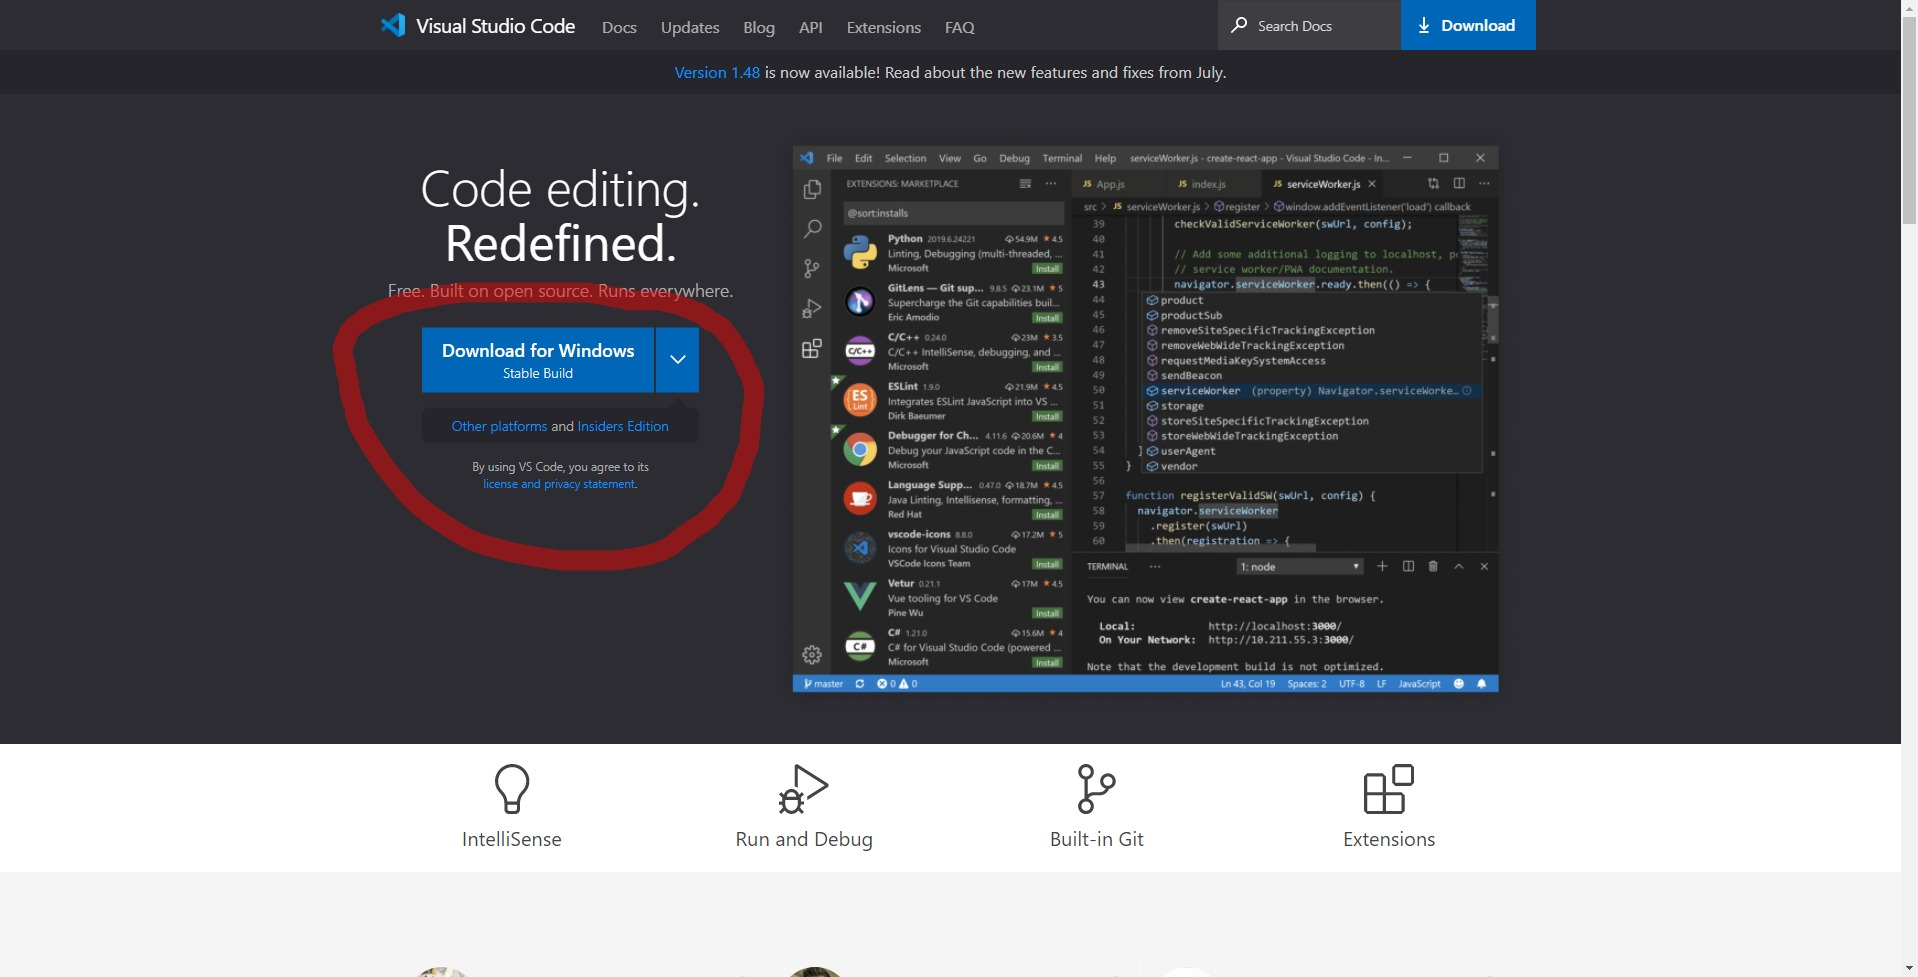 Visual Studio Code Docs Updates Blog API Extensions FAQ Search Docs Download
Version 1.48 is now available! Read about the new features and fixes from July.
Code editing.
Redefined.
Free. Built on open source. Runs everywhere.
Download for Windows
Stable Build
Other platforms and Insiders Edition
By using VS Code, you agree to its
license and privacy statement.
File Edit Selection View Go Debug Terminal Help serviceWorker.js - create-react-app - Visual Studio Code - In...
EXTENSIONS: MARKETPLACE
@sort:installs
Python 2019.6.24221 54.9M 4.5
Linting, Debugging (multi-threaded, ...
Microsoft Install
GitLens — Git sup... 9.8.5 23.1M 5
Supercharge the Git capabilities buil...
Eric Amodio Install
C/C++
C/C++ 0.24.0 23M 3.5
C/C++ IntelliSense, debugging, and ...
Microsoft Install
ES
Lint
ESLint 1.9.0 21.9M 4.5
Integrates ESLint JavaScript into VS ...
Dirk Baeumer Install
Debugger for Ch... 4.11.6 20.6M 4
Debug your JavaScript code in the C...
Microsoft Install
Language Supp... 0.47.0 18.7M 4.5
Java Linting, Intellisense, formatting, ...
Red Hat Install
vscode-icons 8.8.0 17.2M 5
Icons for Visual Studio Code
VSCode Icons Team Install
Vetur 0.21.1 17M 4.5
Vue tooling for VS Code
Pine Wu Install
C#
C# 1.21.0 15.6M 4
C# for Visual Studio Code (powered ...
Microsoft Install
JS App.js JS index.js JS serviceWorker.js
src > JS serviceWorker.js > register > window.addEventListener('load') callback
39 checkValidServiceWorker(swUrl, config);
40
41 // Add some additional logging to localhost, p
42 // service worker/PWA documentation.
43 navigator.serviceWorker.ready.then(() => {
44 product
45 productSub
46 removeSiteSpecificTrackingException
47 removeWebWideTrackingException
48 requestMediaKeySystemAccess
49 sendBeacon
50 serviceWorker (property) Navigator.serviceWorke...
51 storage
52 storeSiteSpecificTrackingException
53 storeWebWideTrackingException
54 } userAgent
55 } vendor
56
57 function registerValidSW(swUrl, config) {
58 navigator.serviceWorker
59 .register(swUrl)
60 .then(registration => {
TERMINAL ... 1: node
You can now view create-react-app in the browser.
Local: http://localhost:3000/
On Your Network: http://10.211.55.3:3000/
Note that the development build is not optimized.
master 0 0 Ln 43, Col 19 Spaces: 2 UTF-8 LF JavaScript
IntelliSense Run and Debug Built-in Git Extensions